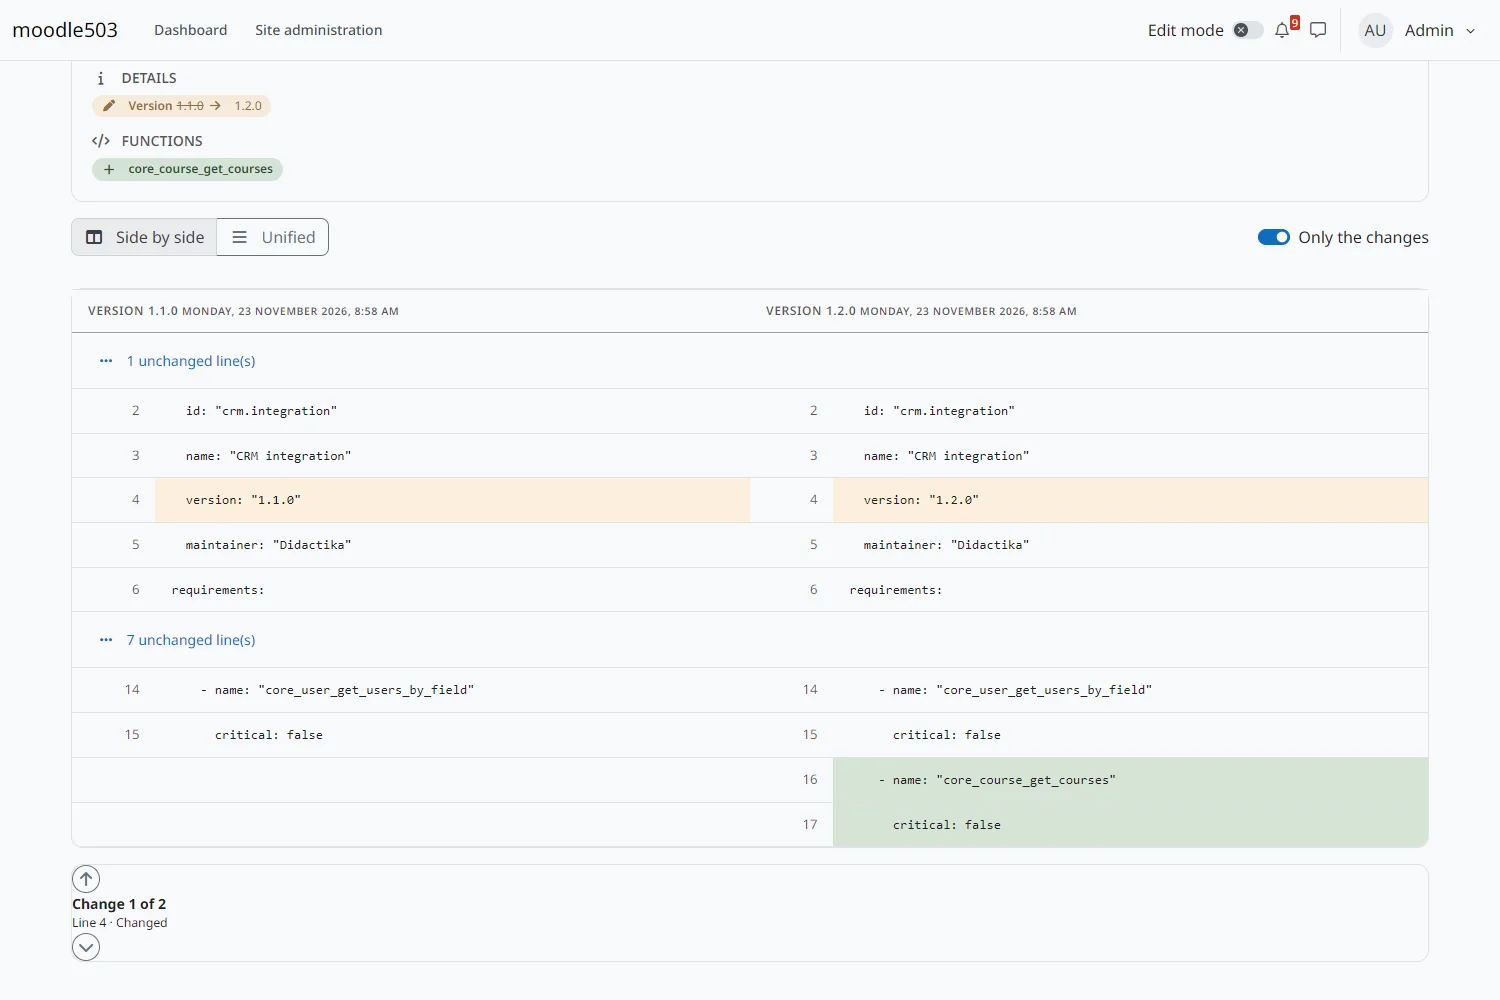 moodle503 Dashboard Site administration Edit mode 9 AU Admin
DETAILS
Version 1.1.0 → 1.2.0
</> FUNCTIONS
+ core_course_get_courses
Side by side Unified Only the changes
VERSION 1.1.0 MONDAY, 23 NOVEMBER 2026, 8:58 AM VERSION 1.2.0 MONDAY, 23 NOVEMBER 2026, 8:58 AM
··· 1 unchanged line(s)
2 id: "crm.integration" 2 id: "crm.integration"
3 name: "CRM integration" 3 name: "CRM integration"
4 version: "1.1.0" 4 version: "1.2.0"
5 maintainer: "Didactika" 5 maintainer: "Didactika"
6 requirements: 6 requirements:
··· 7 unchanged line(s)
14 - name: "core_user_get_users_by_field" 14 - name: "core_user_get_users_by_field"
15 critical: false 15 critical: false
16 - name: "core_course_get_courses"
17 critical: false
Change 1 of 2
Line 4 · Changed